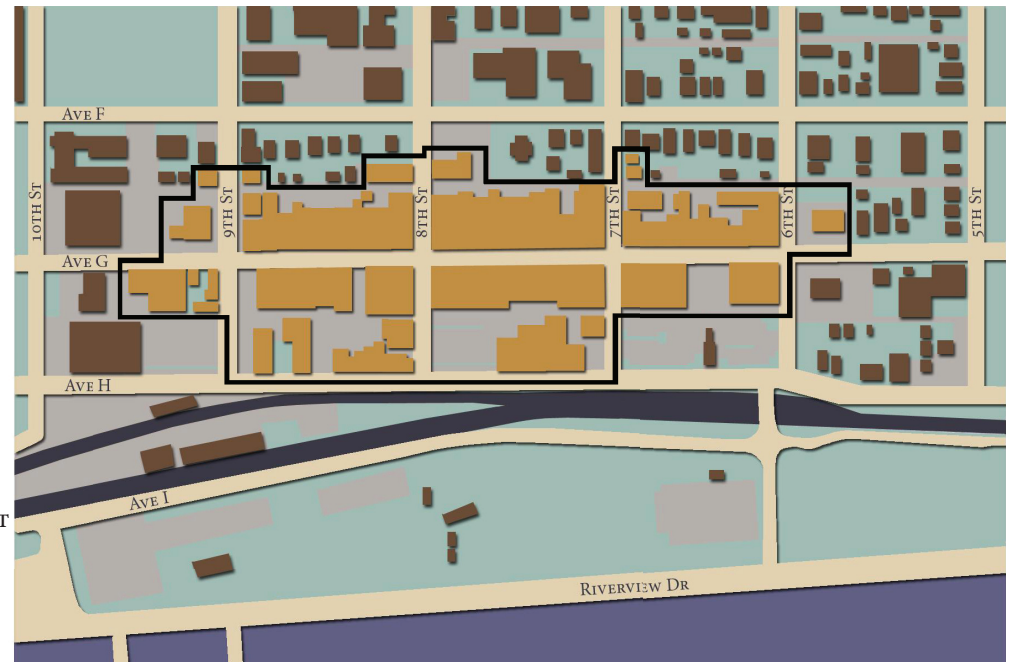 AVE F
10TH ST
9TH ST
8TH ST
7TH ST
6TH ST
5TH ST
AVE G
AVE H
AVE I
T
RIVERVIEW DR